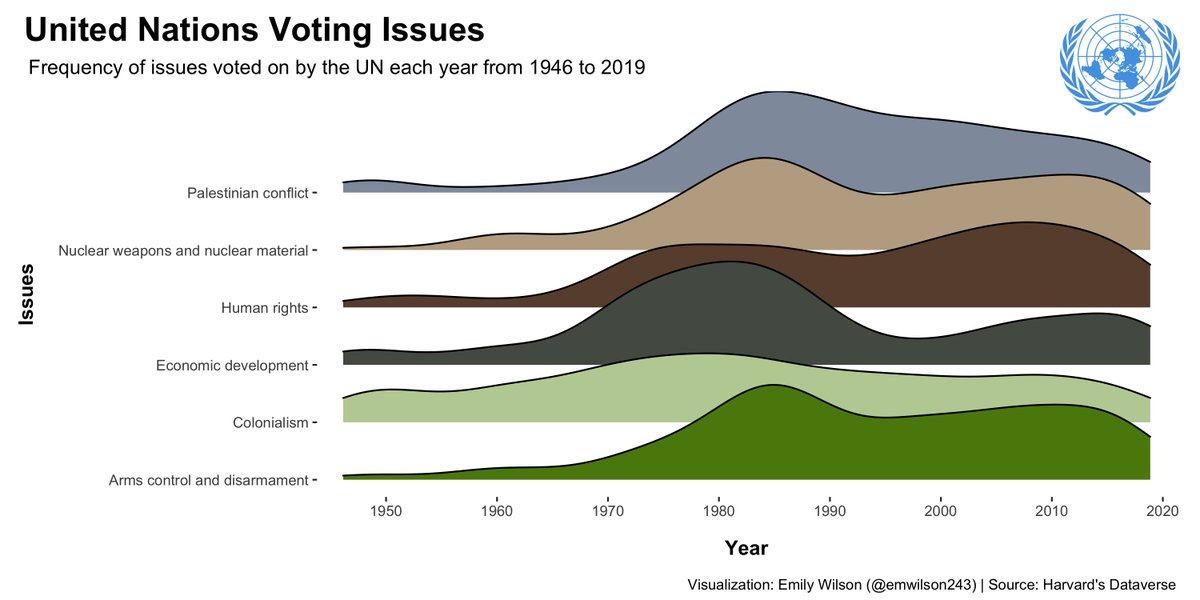 United Nations Voting Issues
Frequency of issues voted on by the UN each year from 1946 to 2019
Issues
Palestinian conflict
Nuclear weapons and nuclear material
Human rights
Economic development
Colonialism
Arms control and disarmament
1950 1960 1970 1980 1990 2000 2010 2020
Year
Visualization: Emily Wilson (@emwilson243) | Source: Harvard's Dataverse